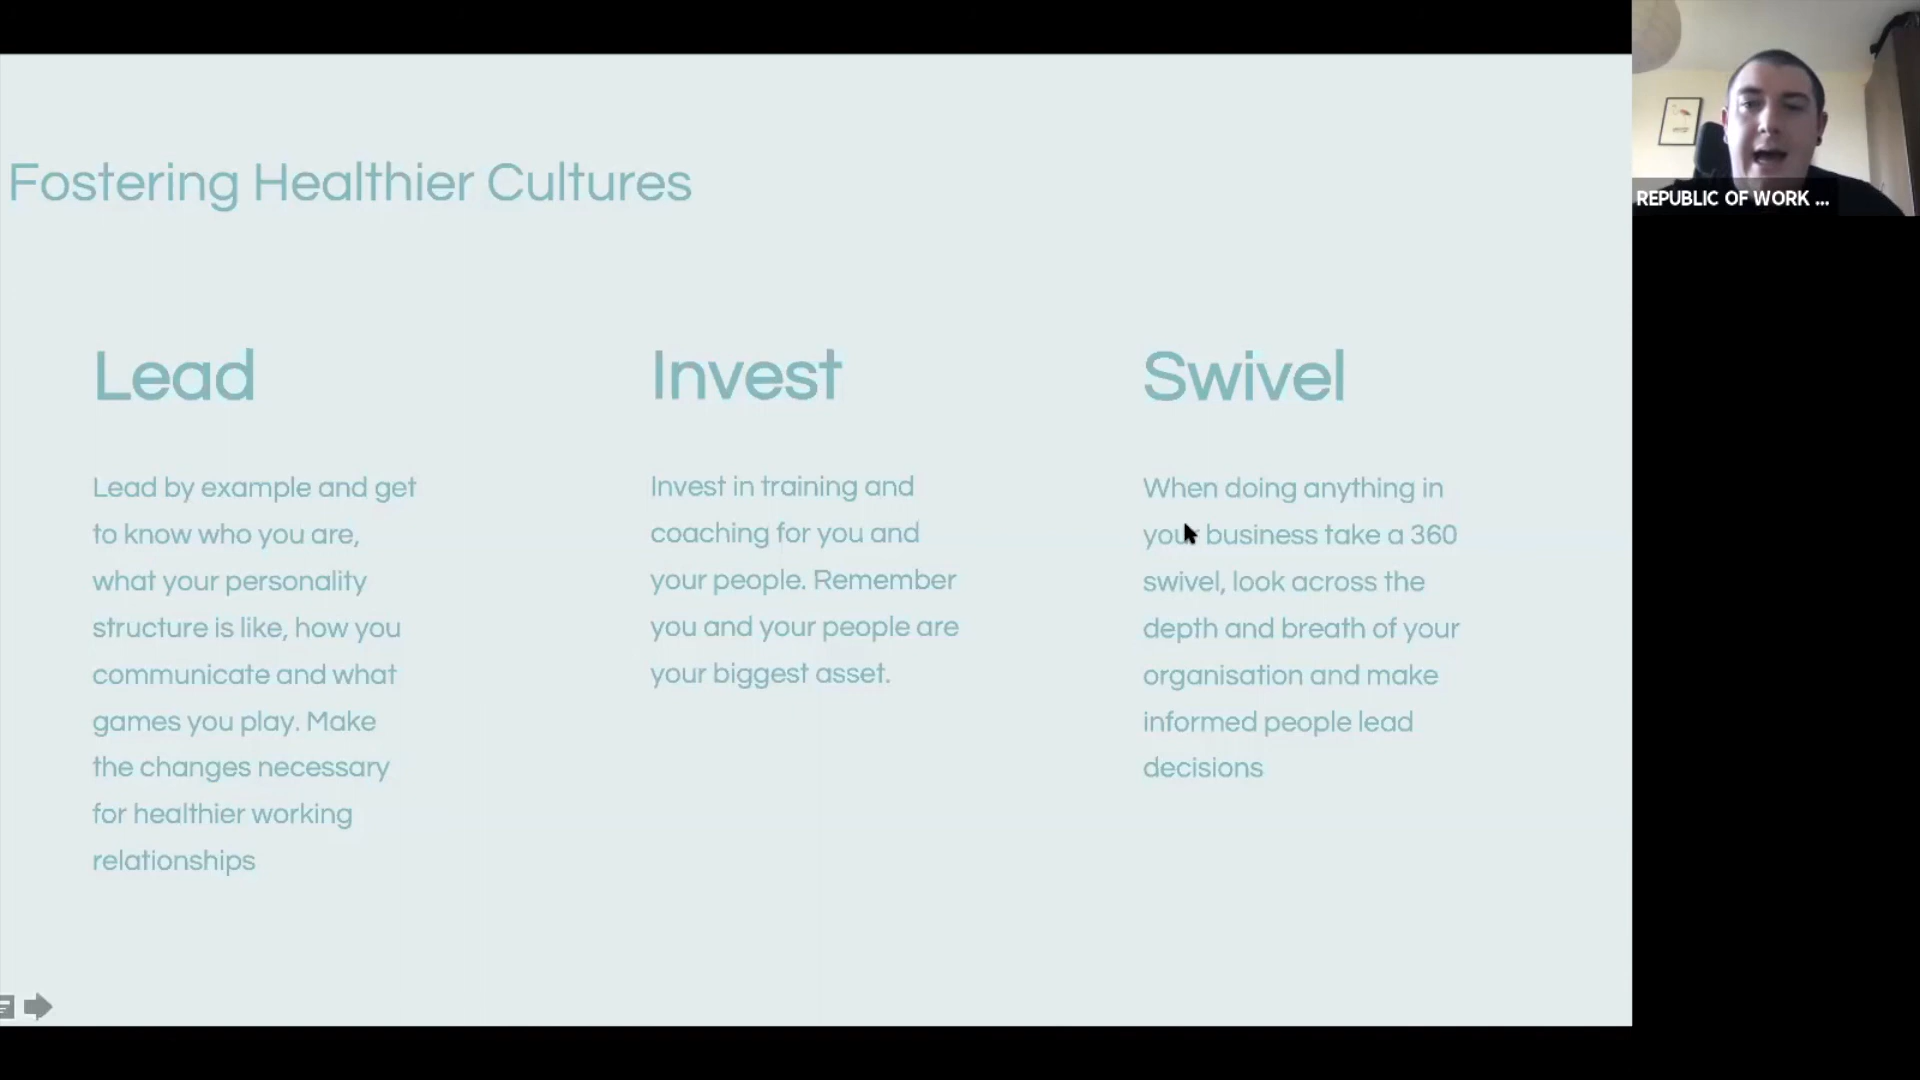 Fostering Healthier Cultures
Lead
Lead by example and get
to know who you are,
what your personality
structure is like, how you
communicate and what
games you play. Make
the changes necessary
for healthier working
relationships
Invest
Invest in training and
coaching for you and
your people. Remember
you and your people are
your biggest asset.
Swivel
When doing anything in
your business take a 360
swivel, look across the
depth and breath of your
organisation and make
informed people lead
decisions
REPUBLIC OF WORK ...